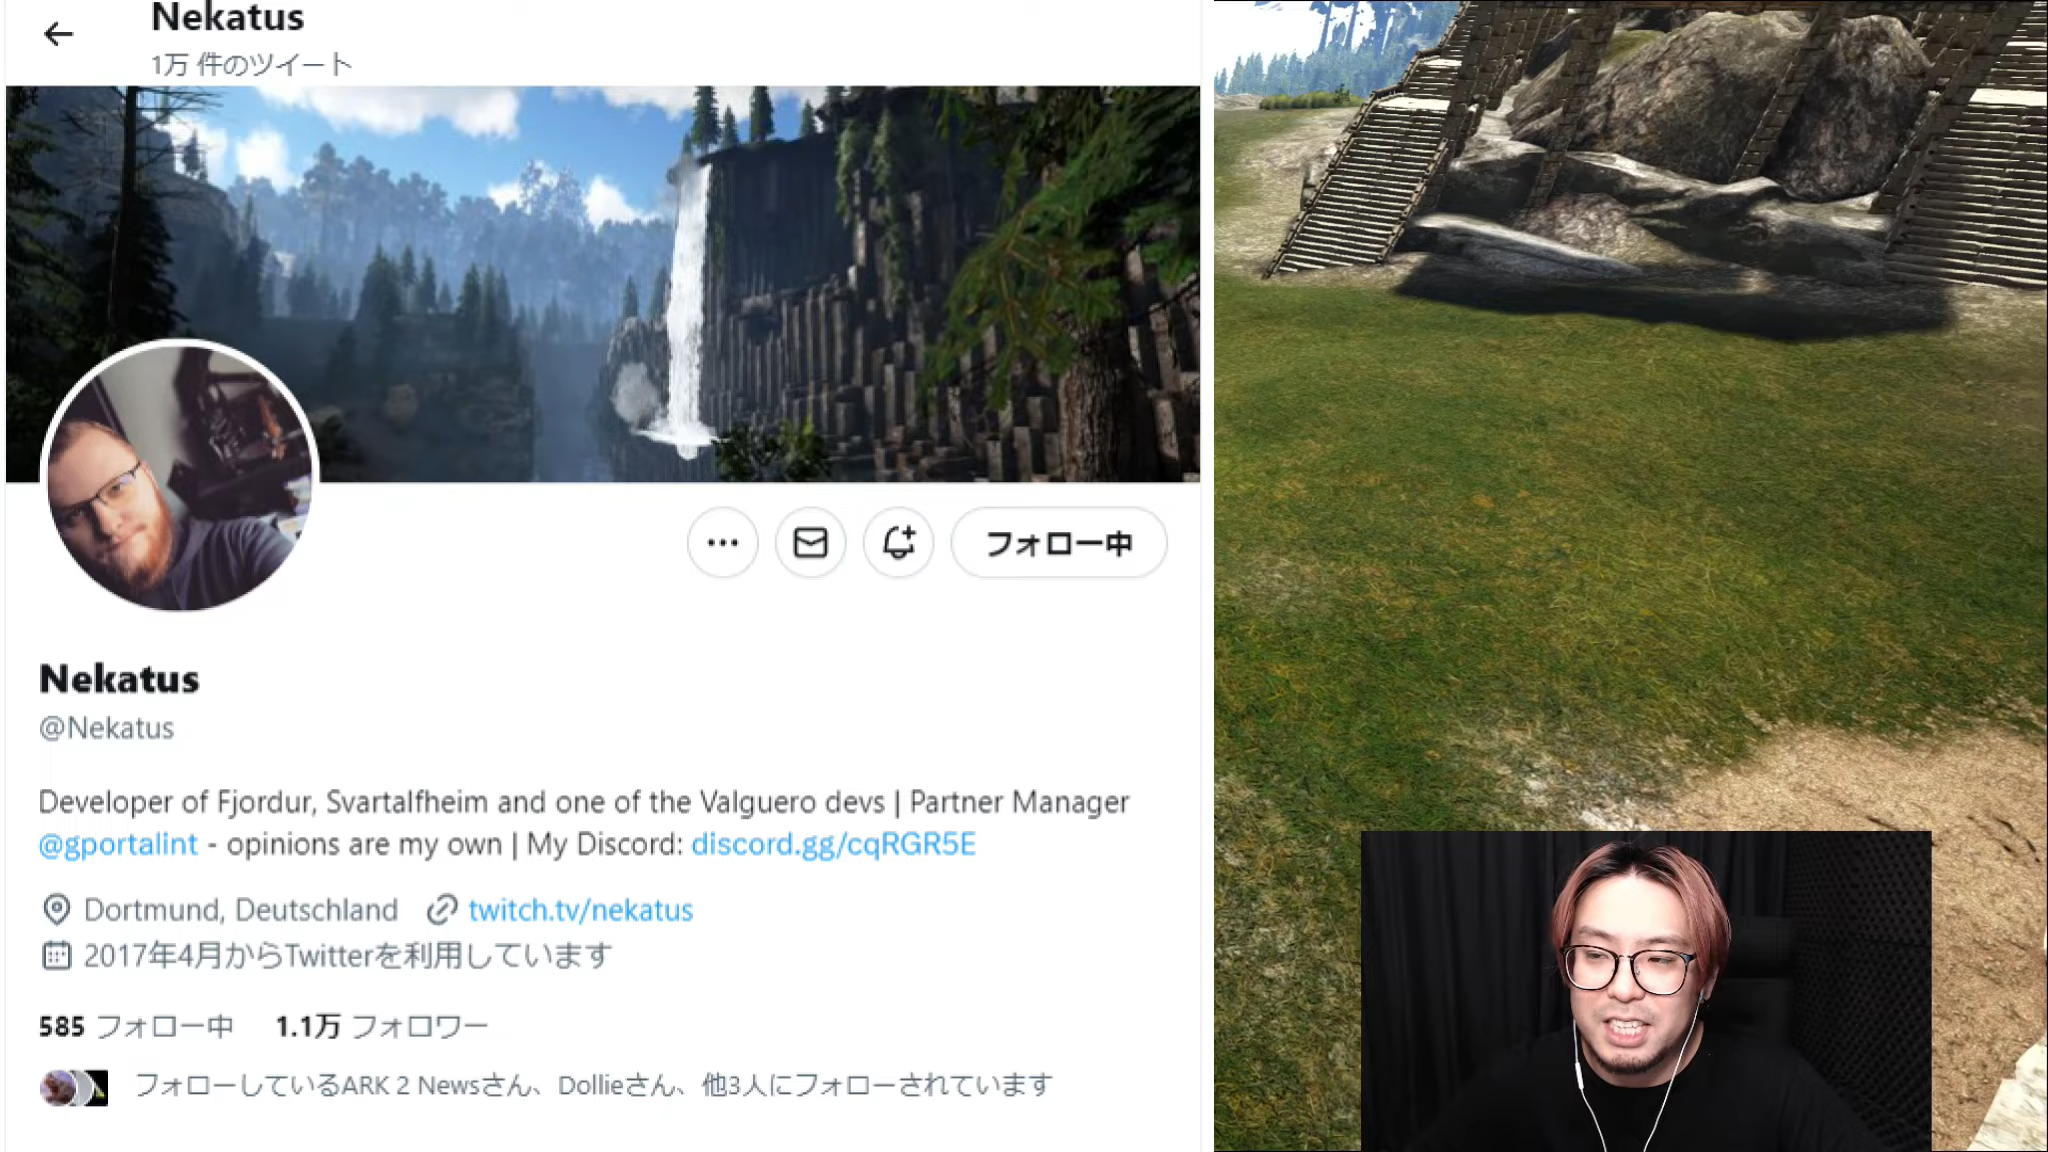 Nekatus
1万 件のツイート
フォロー中
Nekatus
@Nekatus
Developer of Fjordur, Svartalfheim and one of the Valguero devs | Partner Manager
@gportalint - opinions are my own | My Discord: discord.gg/cqRGR5E
Dortmund, Deutschland twitch.tv/nekatus
2017年4月からTwitterを利用しています
585 フォロー中 1.1万 フォロワー
フォローしているARK 2 Newsさん、Dollieさん、他3人にフォローされています